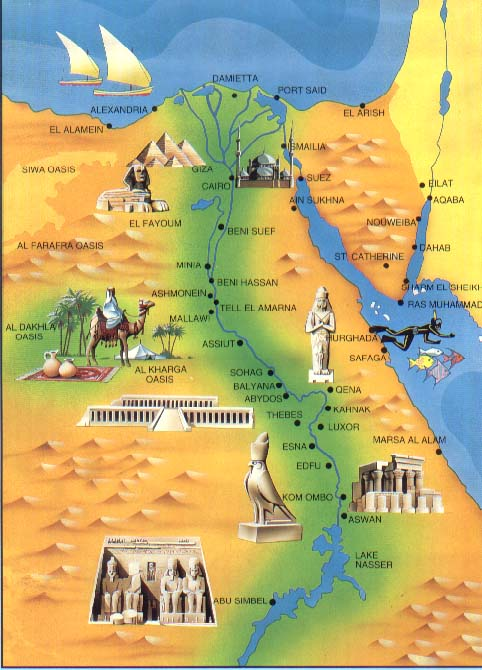 DAMIETTA
PORT SAID
ALEXANDRIA
EL ARISH
EL ALAMEIN
ISMAILIA
SIWA OASIS
GIZA
CAIRO
SUEZ
EILAT
AQABA
AIN SUKHNA
EL FAYOUM
NOUWEIBA
BENI SUEF
AL FARAFRA OASIS
DAHAB
ST. CATHERINE
MINIA
BENI HASSAN
SHARM EL SHEIKH
ASHMONEIN
TELL EL AMARNA
RAS MUHAMMAD
MALLAWI
AL DAKHLA
OASIS
HURGHADA
ASSIUT
SAFAGA
AL KHARGA
OASIS
SOHAG
BALYANA
QENA
ABYDOS
KAHNAK
THEBES
LUXOR
MARSA AL ALAM
ESNA
EDFU
KOM OMBO
ASWAN
LAKE
NASSER
ABU SIMBEL